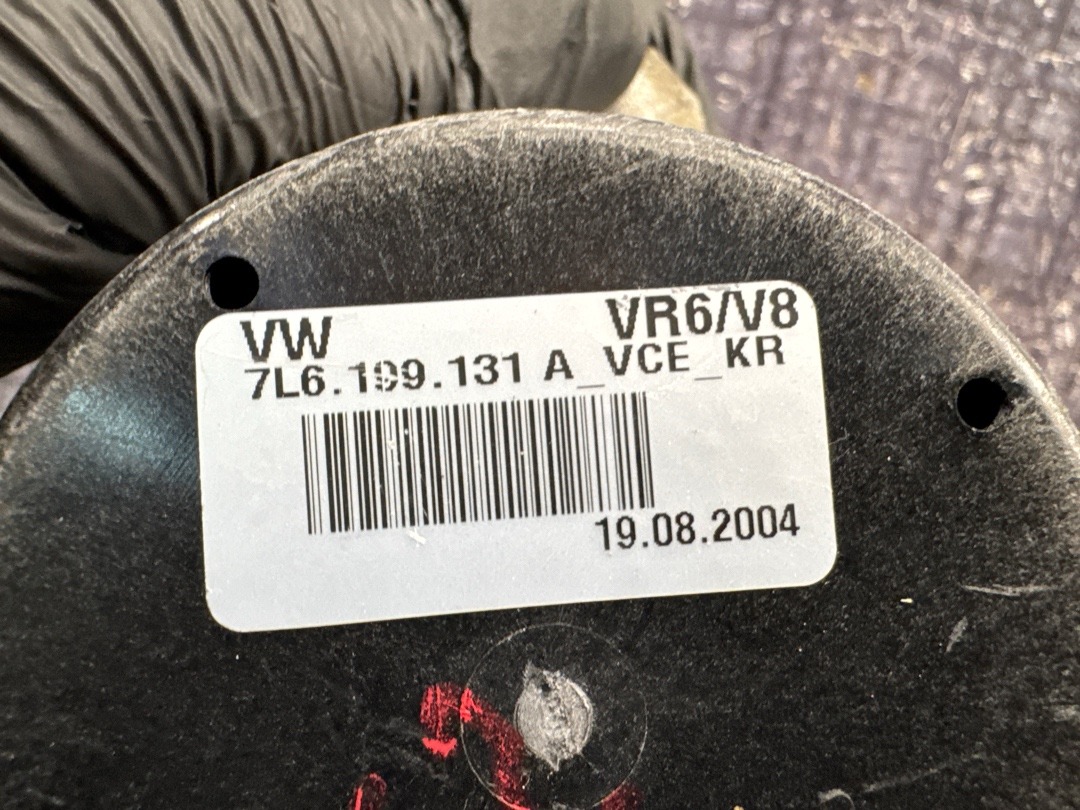 VW VR6/V8
7L6.199.131 A_VCE_KR
19.08.2004